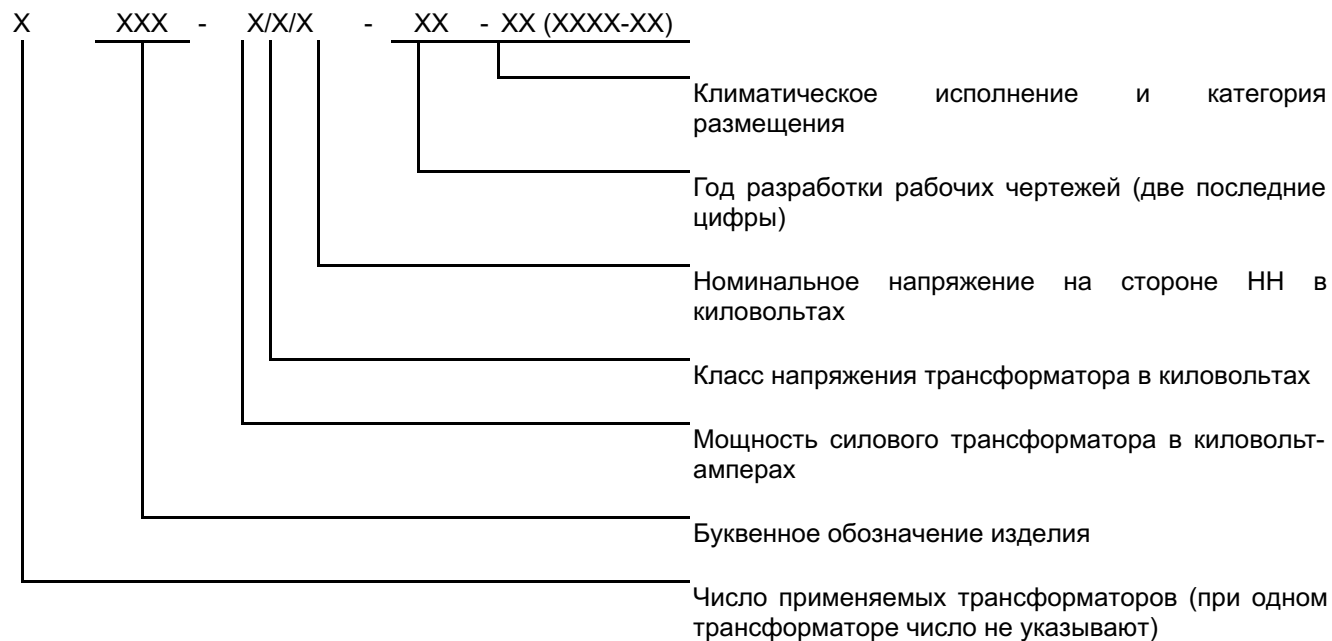 X XXX - X/X/X - XX - XX (XXXX-XX)
Климатическое исполнение и категория
размещения
Год разработки рабочих чертежей (две последние
цифры)
Номинальное напряжение на стороне НН в
киловольтах
Класс напряжения трансформатора в киловольтах
Мощность силового трансформатора в киловольт-
амперах
Буквенное обозначение изделия
Число применяемых трансформаторов (при одном
трансформаторе число не указывают)